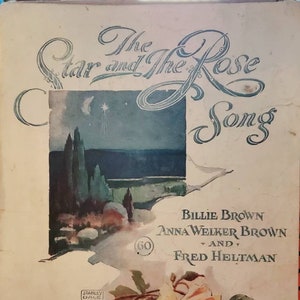 The
Star and The Rose
Song
BILLIE BROWN
ANNA WELKER BROWN
- AND -
FRED HELTMAN
60